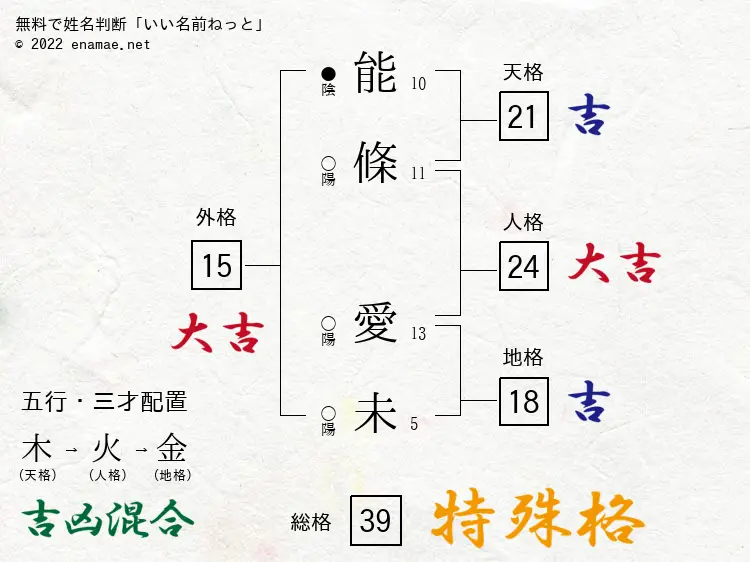 無料で姓名判断「いい名前ねっと」
© 2022 enamae.net
●陰 能 10
○陽 條 11
○陽 愛 13
○陽 未 5
天格
21 吉
人格
24 大吉
地格
18 吉
外格
15
大吉
五行・三才配置
木 → 火 → 金
(天格) (人格) (地格)
吉凶混合
総格 39 特殊格